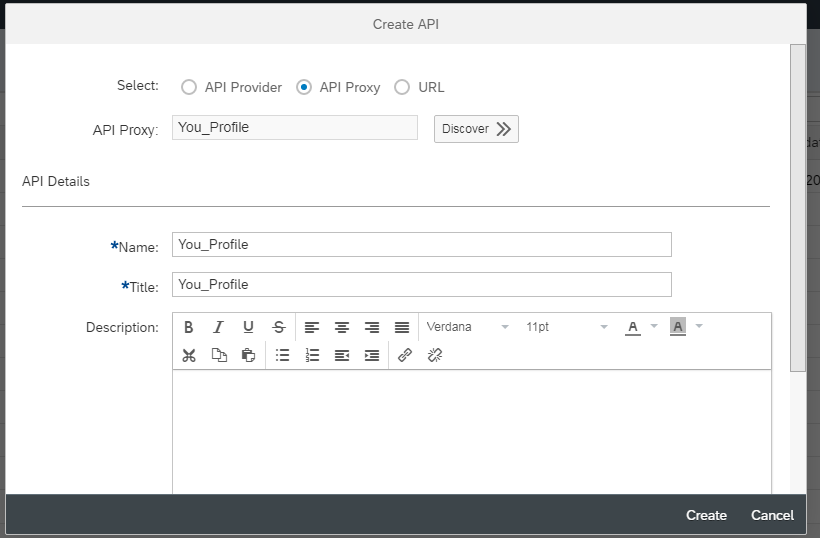 Create API
Select: API Provider API Proxy URL
API Proxy: You_Profile Discover
API Details
*Name: You_Profile
*Title: You_Profile
Description: B I U S Verdana 11pt A A
Create Cancel